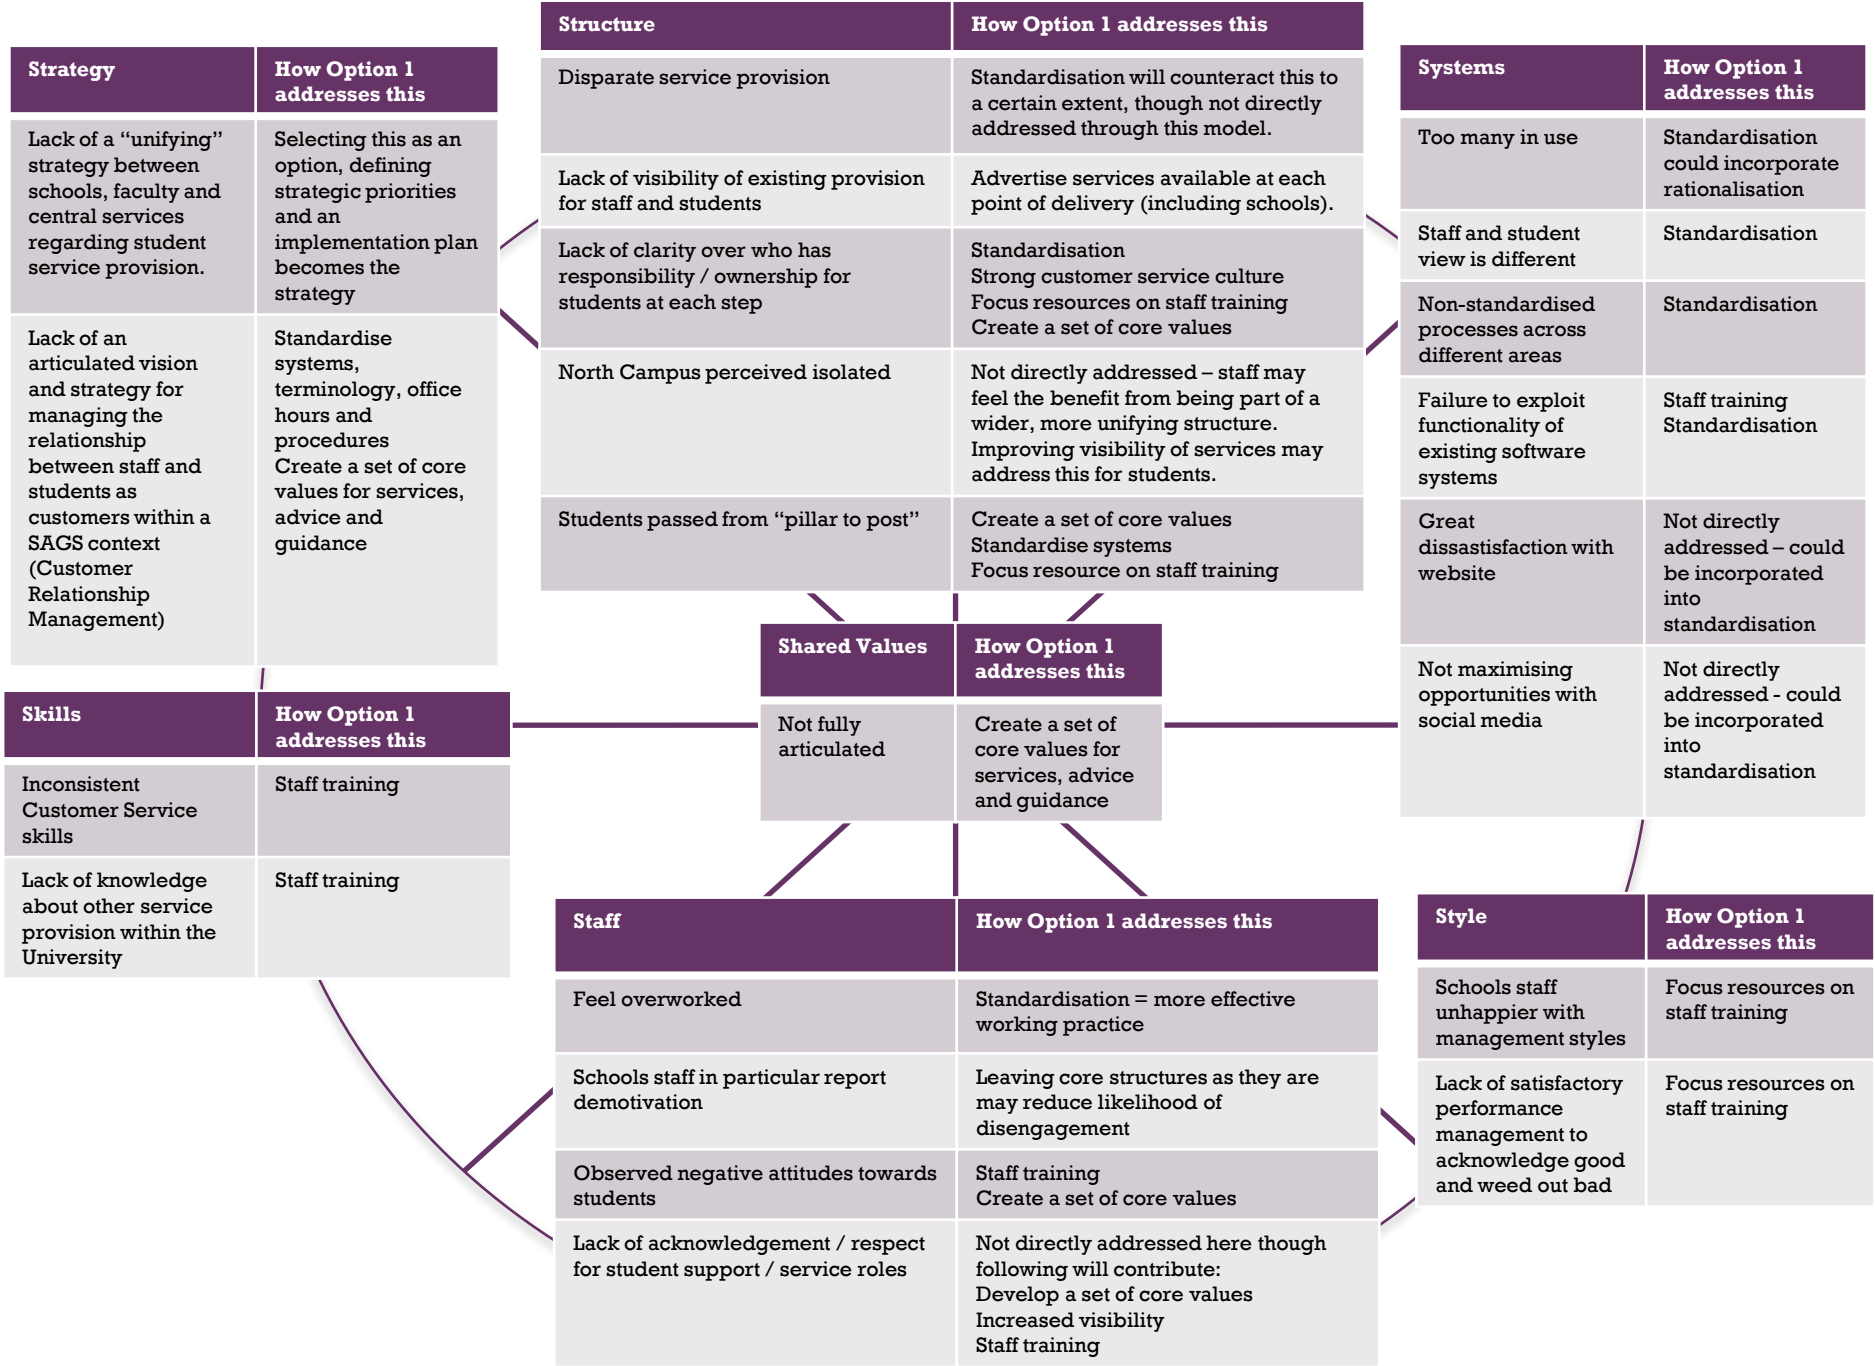 Strategy
How Option 1
addresses this
Lack of a “unifying”
strategy between
schools, faculty and
central services
regarding student
service provision.
Selecting this as an
option, defining
strategic priorities
and an
implementation plan
becomes the
strategy
Lack of an
articulated vision
and strategy for
managing the
relationship
between staff and
students as
customers within a
SAGS context
(Customer
Relationship
Management)
Standardise
systems,
terminology, office
hours and
procedures
Create a set of core
values for services,
advice and
guidance
Structure
How Option 1 addresses this
Disparate service provision
Standardisation will counteract this to
a certain extent, though not directly
addressed through this model.
Lack of visibility of existing provision
for staff and students
Advertise services available at each
point of delivery (including schools).
Lack of clarity over who has
responsibility / ownership for
students at each step
Standardisation
Strong customer service culture
Focus resources on staff training
Create a set of core values
North Campus perceived isolated
Not directly addressed – staff may
feel the benefit from being part of a
wider, more unifying structure.
Improving visibility of services may
address this for students.
Students passed from “pillar to post”
Create a set of core values
Standardise systems
Focus resource on staff training
Systems
How Option 1
addresses this
Too many in use
Standardisation
could incorporate
rationalisation
Staff and student
view is different
Standardisation
Non-standardised
processes across
different areas
Standardisation
Failure to exploit
functionality of
existing software
systems
Staff training
Standardisation
Great
dissastisfaction with
website
Not directly
addressed – could
be incorporated
into
standardisation
Not maximising
opportunities with
social media
Not directly
addressed - could
be incorporated
into
standardisation
Shared Values
How Option 1
addresses this
Not fully
articulated
Create a set of
core values for
services, advice
and guidance
Skills
How Option 1
addresses this
Inconsistent
Customer Service
skills
Staff training
Lack of knowledge
about other service
provision within the
University
Staff training
Staff
How Option 1 addresses this
Feel overworked
Standardisation = more effective
working practice
Schools staff in particular report
demotivation
Leaving core structures as they are
may reduce likelihood of
disengagement
Observed negative attitudes towards
students
Staff training
Create a set of core values
Lack of acknowledgement / respect
for student support / service roles
Not directly addressed here though
following will contribute:
Develop a set of core values
Increased visibility
Staff training
Style
How Option 1
addresses this
Schools staff
unhappier with
management styles
Focus resources on
staff training
Lack of satisfactory
performance
management to
acknowledge good
and weed out bad
Focus resources on
staff training